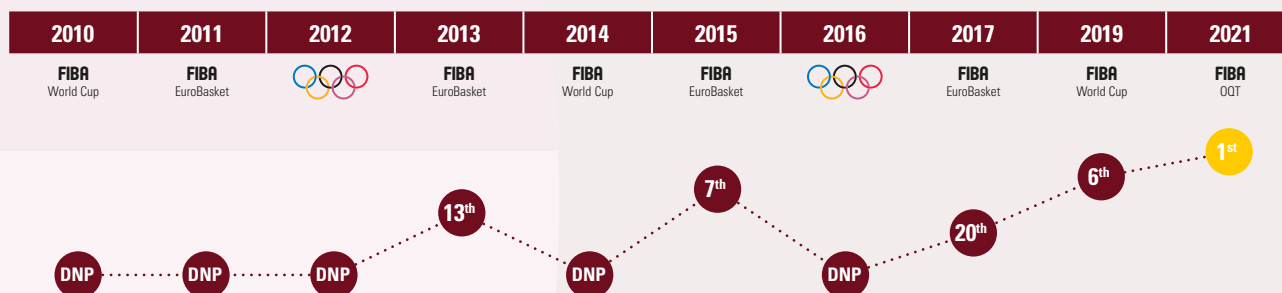 2010 2011 2012 2013 2014 2015 2016 2017 2019 2021
FIBA FIBA FIBA FIBA FIBA FIBA FIBA FIBA
World Cup EuroBasket EuroBasket World Cup EuroBasket EuroBasket World Cup OQT
1st
6th
7th
13th
20th
DNP DNP DNP DNP DNP